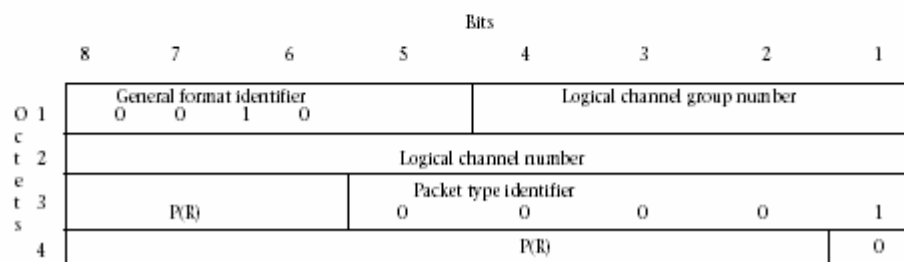 Bits
8 7 6 5 4 3 2 1
General format identifier Logical channel group number
Octets 1 0 0 1 0
2 Logical channel number
Packet type identifier
3 P(R) 0 0 0 0 1
4 P(R) 0